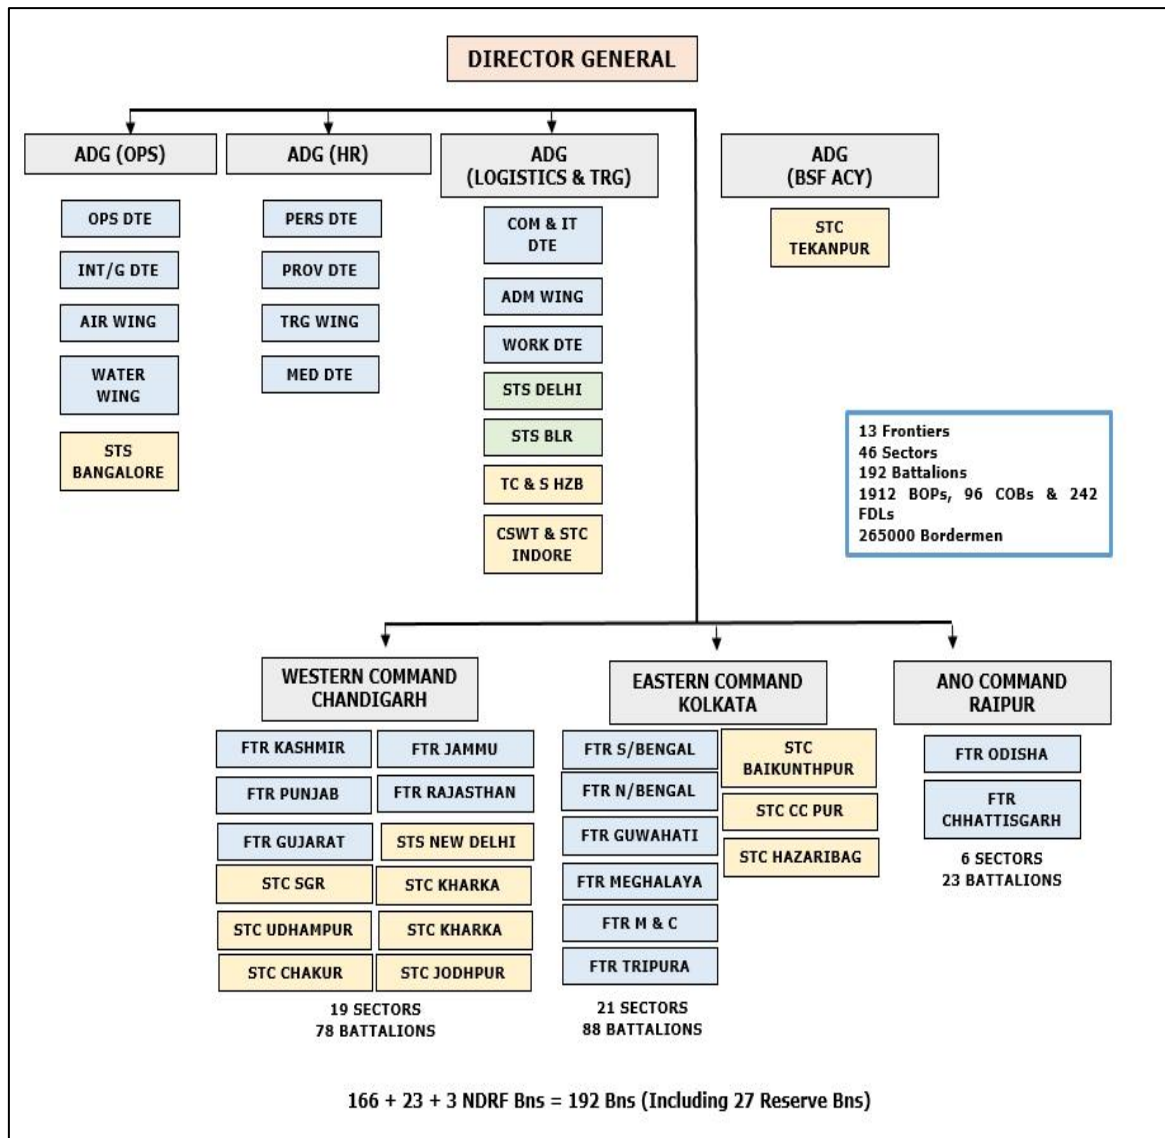 DIRECTOR GENERAL
ADG (OPS)
OPS DTE
INT/G DTE
AIR WING
WATER
WING
STS
BANGALORE
ADG (HR)
PERS DTE
PROV DTE
TRG WING
MED DTE
ADG
(LOGISTICS & TRG)
COM & IT
DTE
ADM WING
WORK DTE
STS DELHI
STS BLR
TC & S HZB
CSWT & STC
INDORE
ADG
(BSF ACY)
STC
TEKANPUR
13 Frontiers
46 Sectors
192 Battalions
1912 BOPs, 96 COBs & 242
FDLs
265000 Bordermen
WESTERN COMMAND
CHANDIGARH
FTR KASHMIR
FTR JAMMU
FTR PUNJAB
FTR RAJASTHAN
FTR GUJARAT
STS NEW DELHI
STC SGR
STC KHARKA
STC UDHAMPUR
STC KHARKA
STC CHAKUR
STC JODHPUR
19 SECTORS
78 BATTALIONS
EASTERN COMMAND
KOLKATA
FTR S/BENGAL
FTR N/BENGAL
FTR GUWAHATI
FTR MEGHALAYA
FTR M & C
FTR TRIPURA
STC
BAIKUNTHPUR
STC CC PUR
STC HAZARIBAG
21 SECTORS
88 BATTALIONS
ANO COMMAND
RAIPUR
FTR ODISHA
FTR
CHHATTISGARH
6 SECTORS
23 BATTALIONS
166 + 23 + 3 NDRF Bns = 192 Bns (Including 27 Reserve Bns)